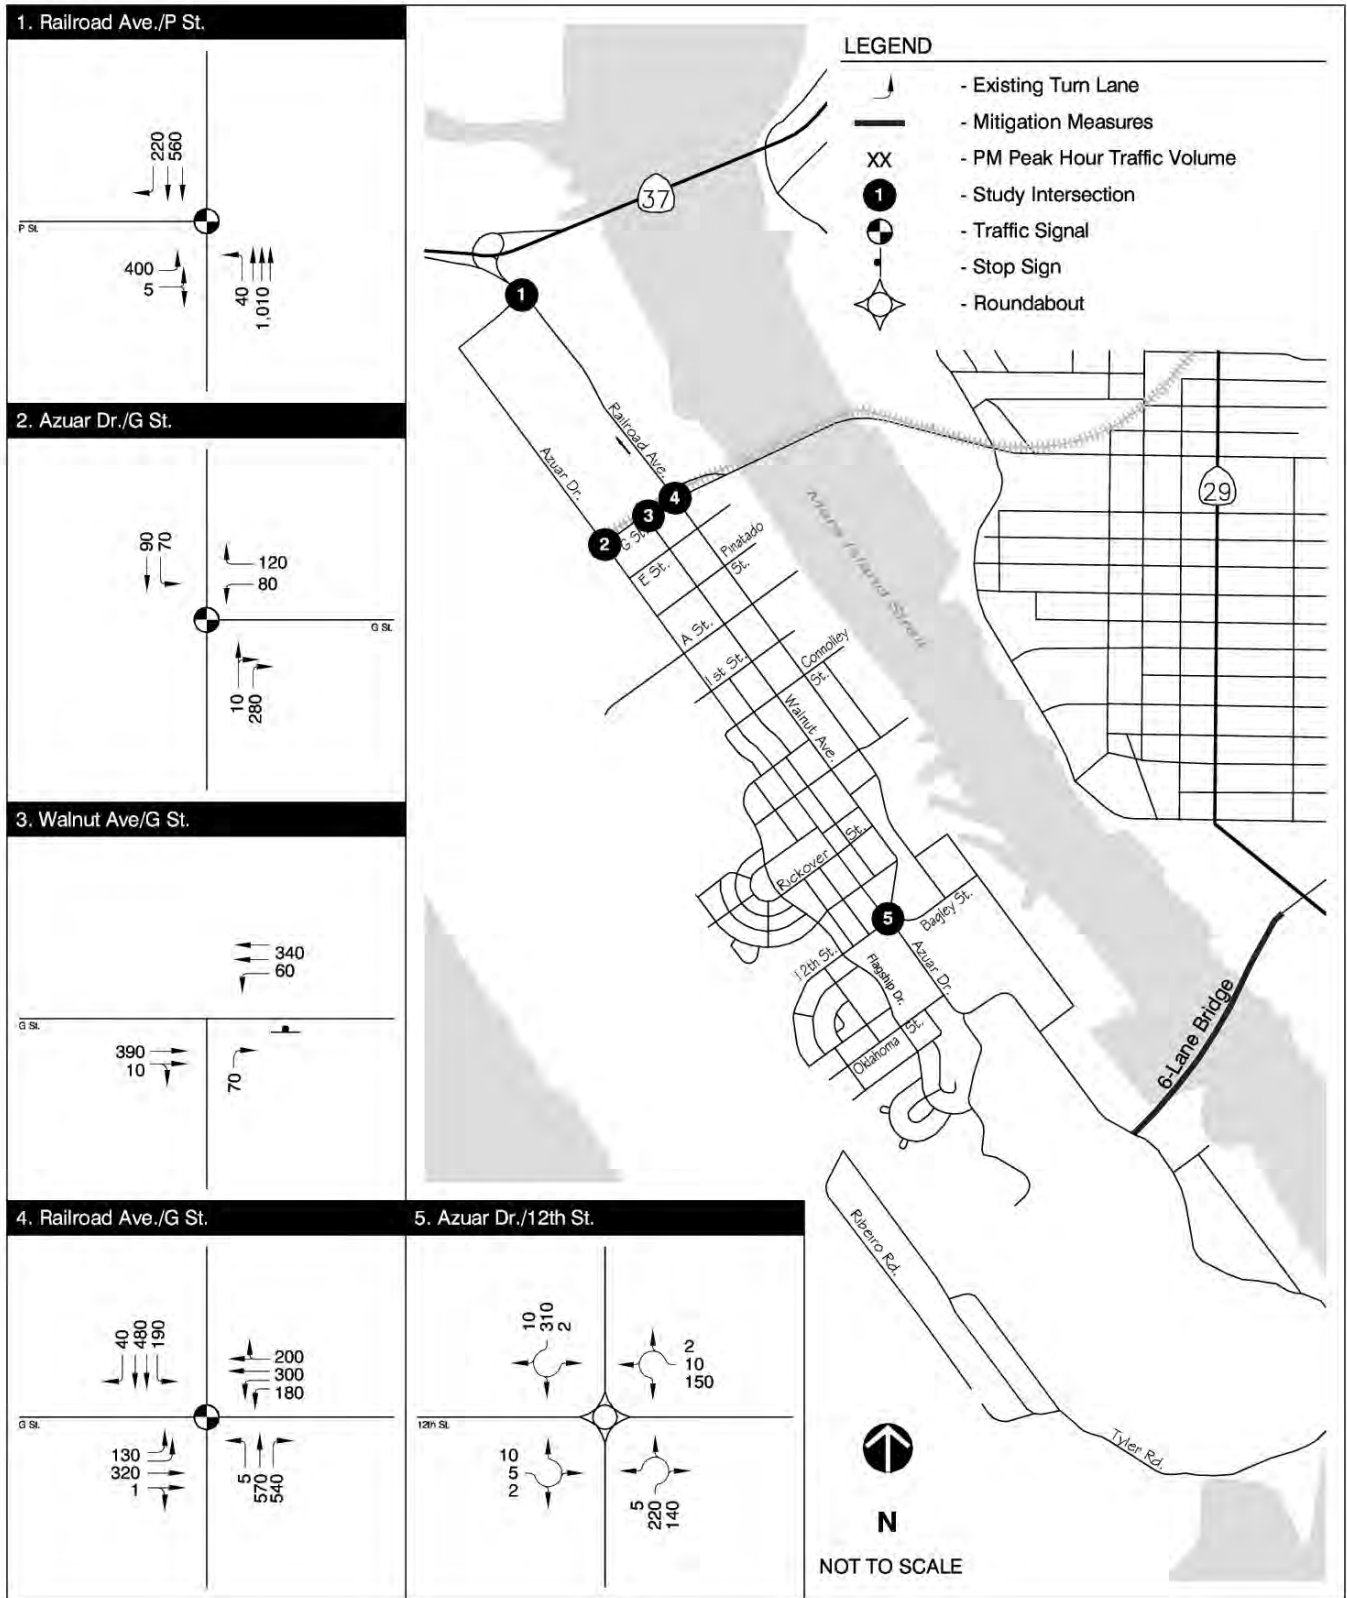 1. Railroad Ave./P St.
220
560
P St.
400
5
40
1,010
2. Azuar Dr./G St.
90
70
120
80
G St.
10
280
3. Walnut Ave/G St.
340
60
G St.
390
10
70
4. Railroad Ave./G St.
40
480
190
200
300
180
G St.
130
320
1
5
570
540
5. Azuar Dr./12th St.
10
310
2
2
10
150
12th St.
10
5
2
5
220
140
LEGEND
- Existing Turn Lane
- Mitigation Measures
XX - PM Peak Hour Traffic Volume
1 - Study Intersection
- Traffic Signal
- Stop Sign
- Roundabout
37
1
Railroad Ave.
Azuar Dr.
4
3
2
G St.
29
Mare Island Strait
E St.
Pinatado St.
A St.
1st St.
Connolley St.
Walnut Ave.
Rickover St.
5
Bagley St.
12th St.
Flagship Dr.
Azuar Dr.
Oklahoma St.
6-Lane Bridge
Ribeiro Rd.
Tyler Rd.
N
NOT TO SCALE